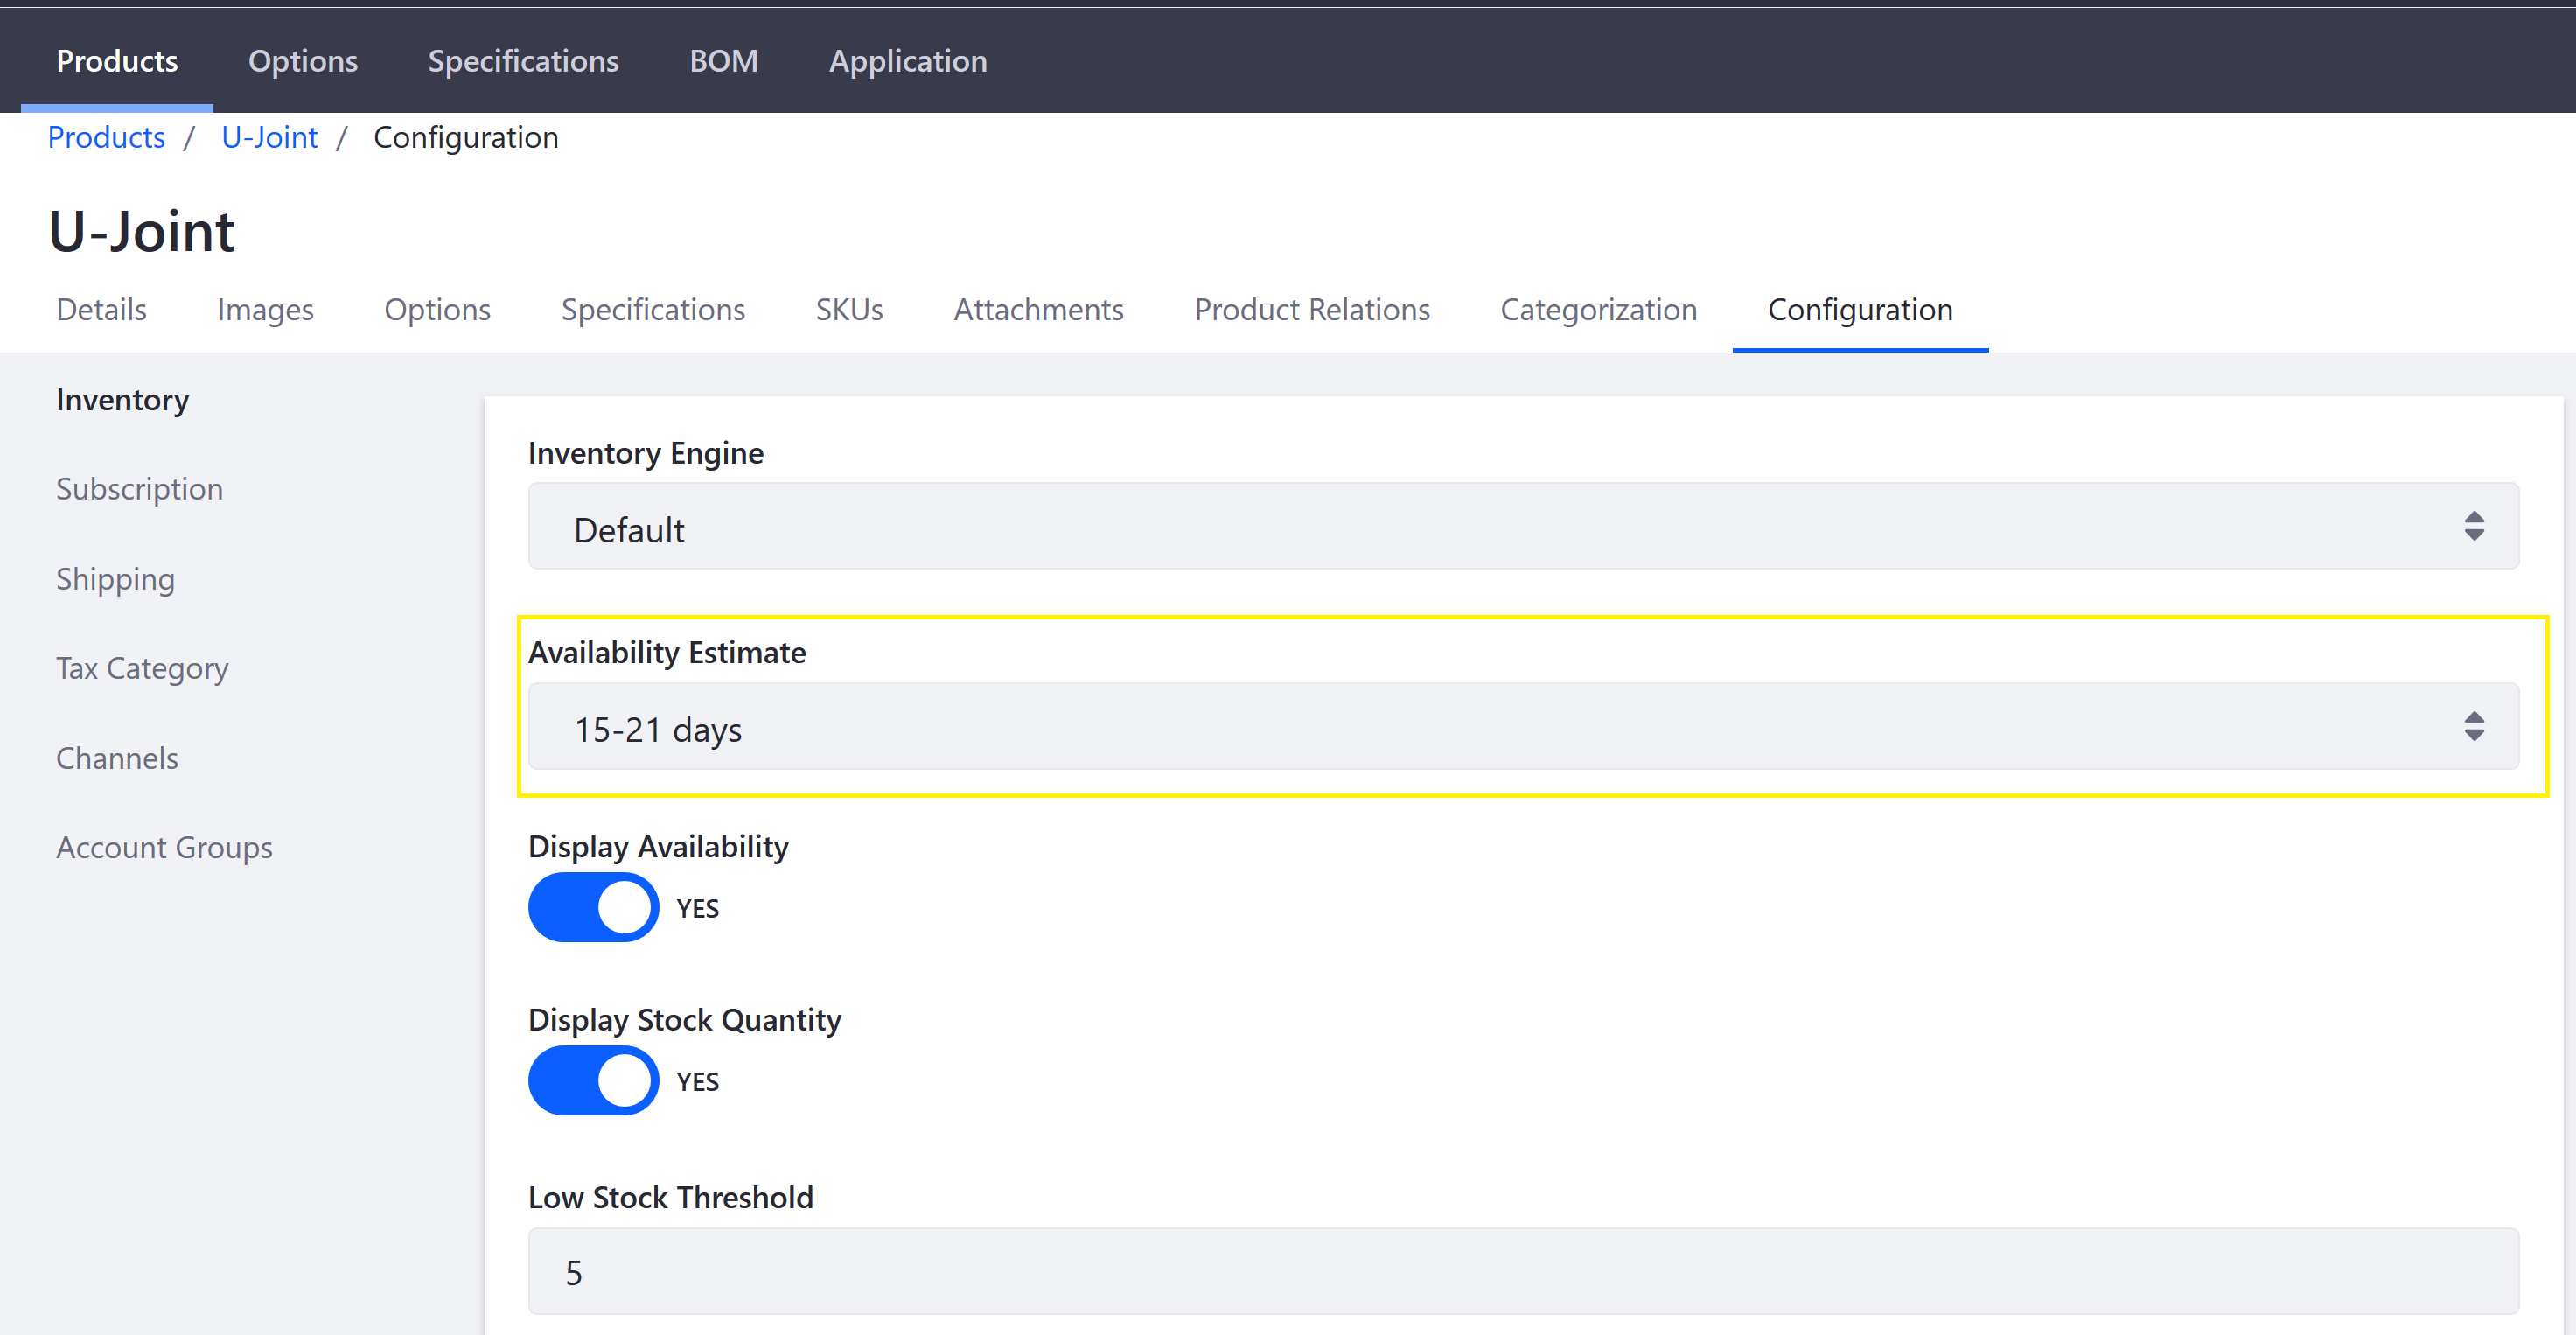 Products Options Specifications BOM Application
Products / U-Joint / Configuration
U-Joint
Details Images Options Specifications SKUs Attachments Product Relations Categorization Configuration
Inventory
Subscription
Shipping
Tax Category
Channels
Account Groups
Inventory Engine
Default
Availability Estimate
15-21 days
Display Availability
YES
Display Stock Quantity
YES
Low Stock Threshold
5